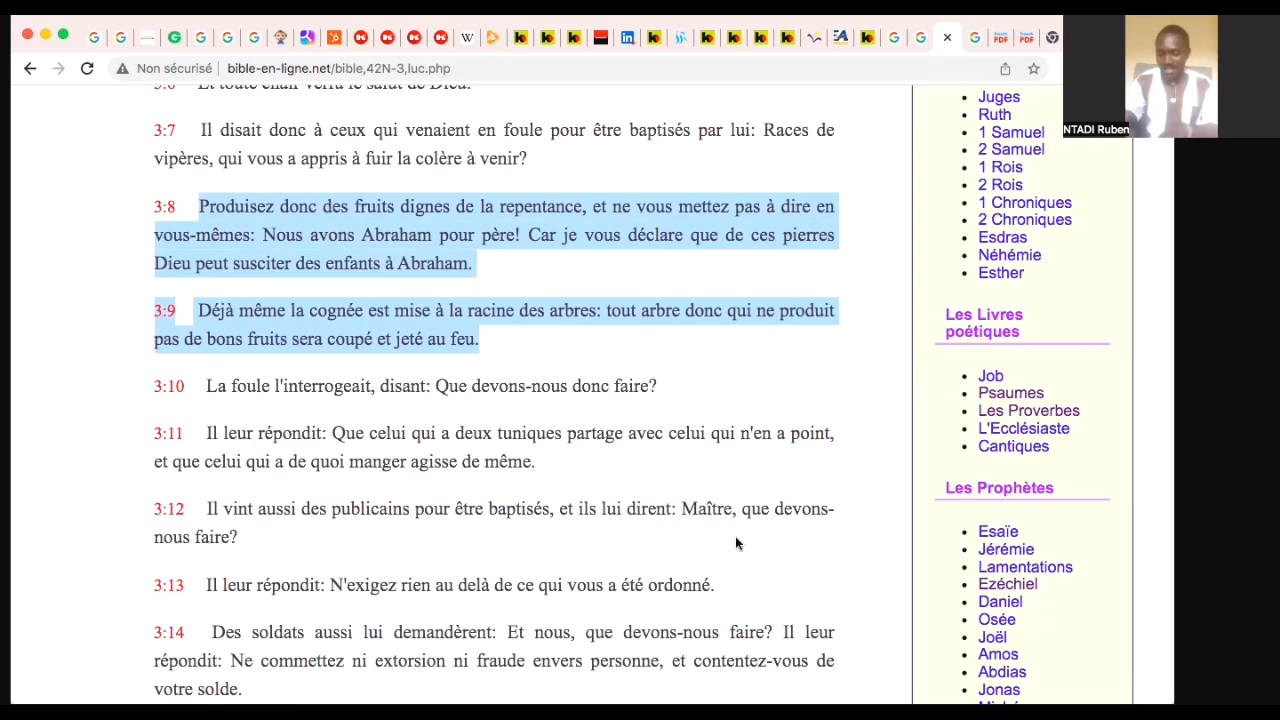 Non sécurisé
bible-en-ligne.net/bible,42N-3,luc.php
NTADI Ruben
3:7 Il disait donc à ceux qui venaient en foule pour être baptisés par lui: Races de
vipères, qui vous a appris à fuir la colère à venir?
3:8 Produisez donc des fruits dignes de la repentance, et ne vous mettez pas à dire en
vous-mêmes: Nous avons Abraham pour père! Car je vous déclare que de ces pierres
Dieu peut susciter des enfants à Abraham.
3:9 Déjà même la cognée est mise à la racine des arbres: tout arbre donc qui ne produit
pas de bons fruits sera coupé et jeté au feu.
3:10 La foule l'interrogeait, disant: Que devons-nous donc faire?
3:11 Il leur répondit: Que celui qui a deux tuniques partage avec celui qui n'en a point,
et que celui qui a de quoi manger agisse de même.
3:12 Il vint aussi des publicains pour être baptisés, et ils lui dirent: Maître, que devons-
nous faire?
3:13 Il leur répondit: N'exigez rien au delà de ce qui vous a été ordonné.
3:14 Des soldats aussi lui demandèrent: Et nous, que devons-nous faire? Il leur
répondit: Ne commettez ni extorsion ni fraude envers personne, et contentez-vous de
votre solde.
Juges
Ruth
1 Samuel
2 Samuel
1 Rois
2 Rois
1 Chroniques
2 Chroniques
Esdras
Néhémie
Esther
Les Livres
poétiques
Job
Psaumes
Les Proverbes
L'Ecclésiaste
Cantiques
Les Prophètes
Esaïe
Jérémie
Lamentations
Ezéchiel
Daniel
Osée
Joël
Amos
Abdias
Jonas